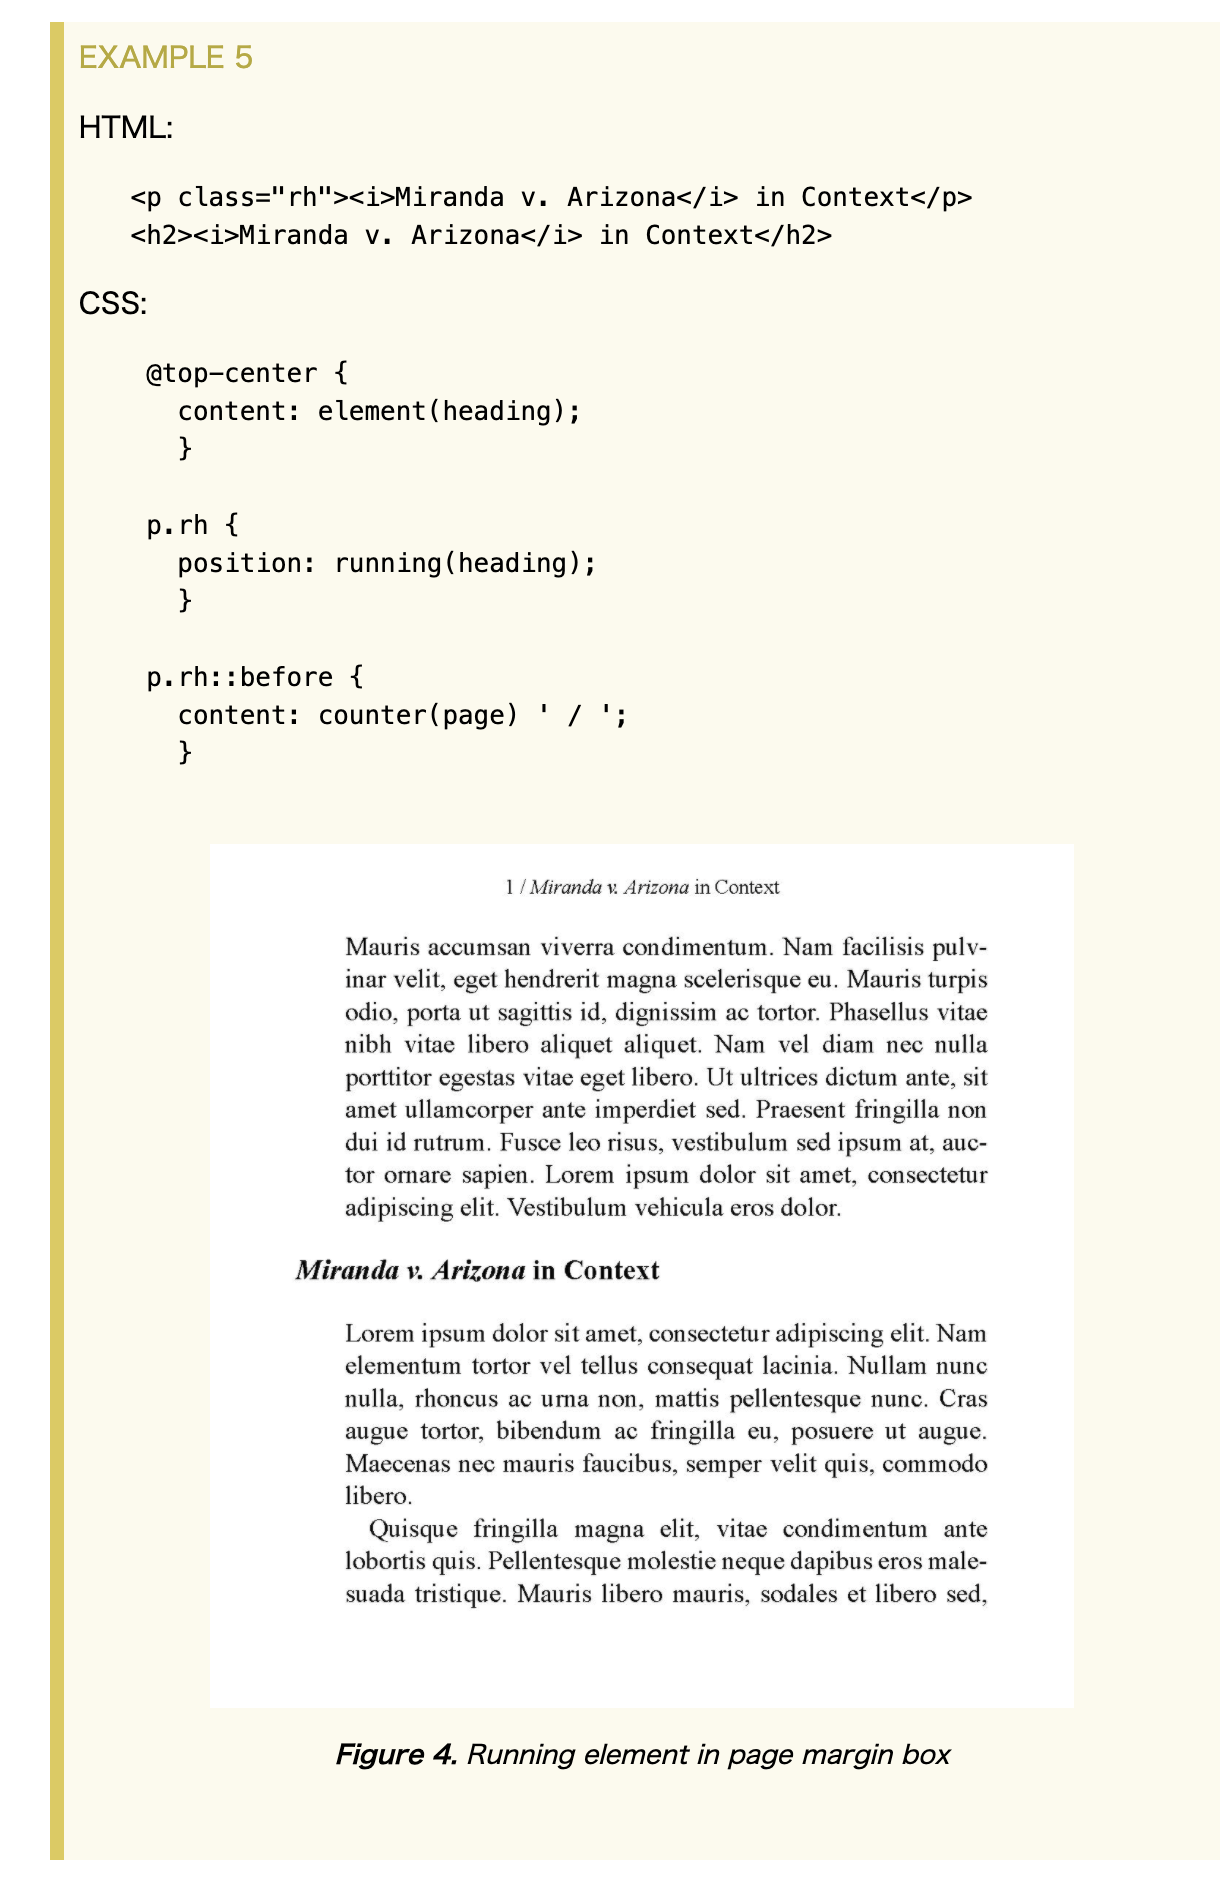 EXAMPLE 5
HTML:
<p class="rh"><i>Miranda v. Arizona</i> in Context</p>
<h2><i>Miranda v. Arizona</i> in Context</h2>
CSS:
@top-center {
content: element(heading);
}
p.rh {
position: running(heading);
}
p.rh::before {
content: counter(page) ' / ';
}
1 / Miranda v. Arizona in Context
Mauris accumsan viverra condimentum. Nam facilisis pulv-
inar velit, eget hendrerit magna scelerisque eu. Mauris turpis
odio, porta ut sagittis id, dignissim ac tortor. Phasellus vitae
nibh vitae libero aliquet aliquet. Nam vel diam nec nulla
porttitor egestas vitae eget libero. Ut ultrices dictum ante, sit
amet ullamcorper ante imperdiet sed. Praesent fringilla non
dui id rutrum. Fusce leo risus, vestibulum sed ipsum at, auc-
tor ornare sapien. Lorem ipsum dolor sit amet, consectetur
adipiscing elit. Vestibulum vehicula eros dolor.
Miranda v. Arizona in Context
Lorem ipsum dolor sit amet, consectetur adipiscing elit. Nam
elementum tortor vel tellus consequat lacinia. Nullam nunc
nulla, rhoncus ac urna non, mattis pellentesque nunc. Cras
augue tortor, bibendum ac fringilla eu, posuere ut augue.
Maecenas nec mauris faucibus, semper velit quis, commodo
libero.
Quisque fringilla magna elit, vitae condimentum ante
lobortis quis. Pellentesque molestie neque dapibus eros male-
suada tristique. Mauris libero mauris, sodales et libero sed,
Figure 4. Running element in page margin box